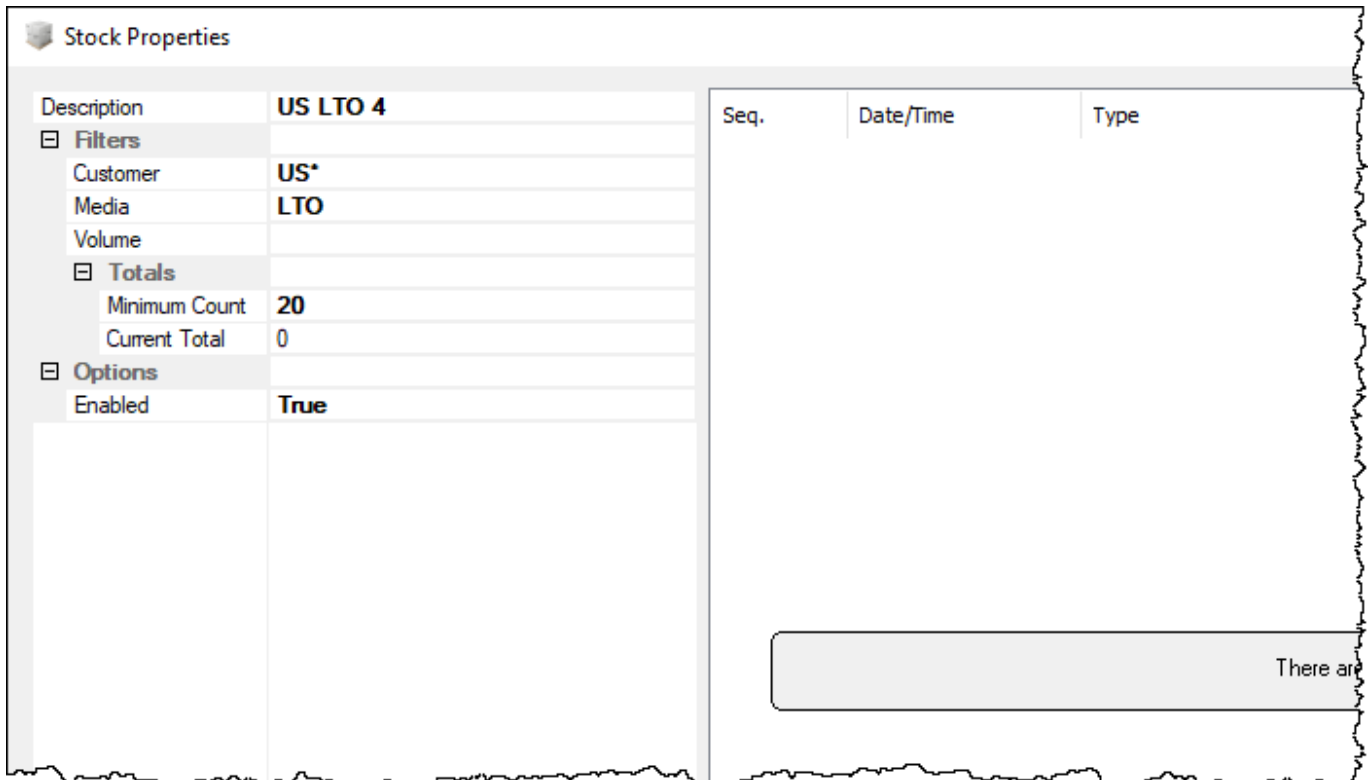 Stock Properties
Description US LTO 4
Filters
Customer US*
Media LTO
Volume
Totals
Minimum Count 20
Current Total 0
Options
Enabled True
Seq. Date/Time Type
There are